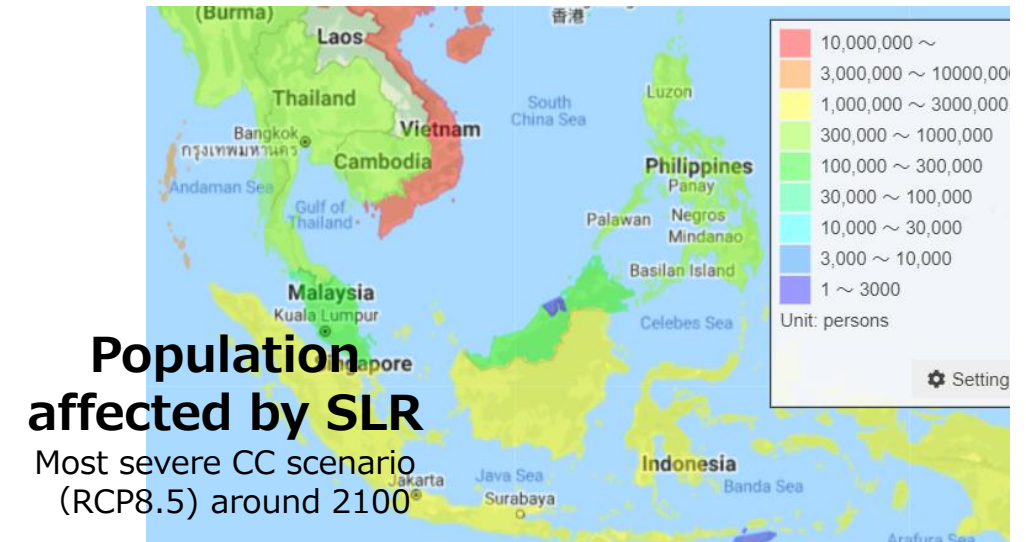 (Burma)
香港
Laos
Luzon
Thailand
South
China Sea
Vietnam
Bangkok
กรุงเทพมหานคร
Cambodia
Philippines
Panay
Andaman Sea
Gulf of
Thailand
Palawan
Negros
Mindanao
Basilan Island
Malaysia
Kuala Lumpur
Celebes Sea
Singapore
Population
affected by SLR
Most severe CC scenario
(RCP8.5) around 2100
Jakarta
Java Sea
Surabaya
Indonesia
Banda Sea
Arafura Sea
10,000,000 ~
3,000,000 ~ 10000,000
1,000,000 ~ 3000,000
300,000 ~ 1000,000
100,000 ~ 300,000
30,000 ~ 100,000
10,000 ~ 30,000
3,000 ~ 10,000
1 ~ 3000
Unit: persons
Setting